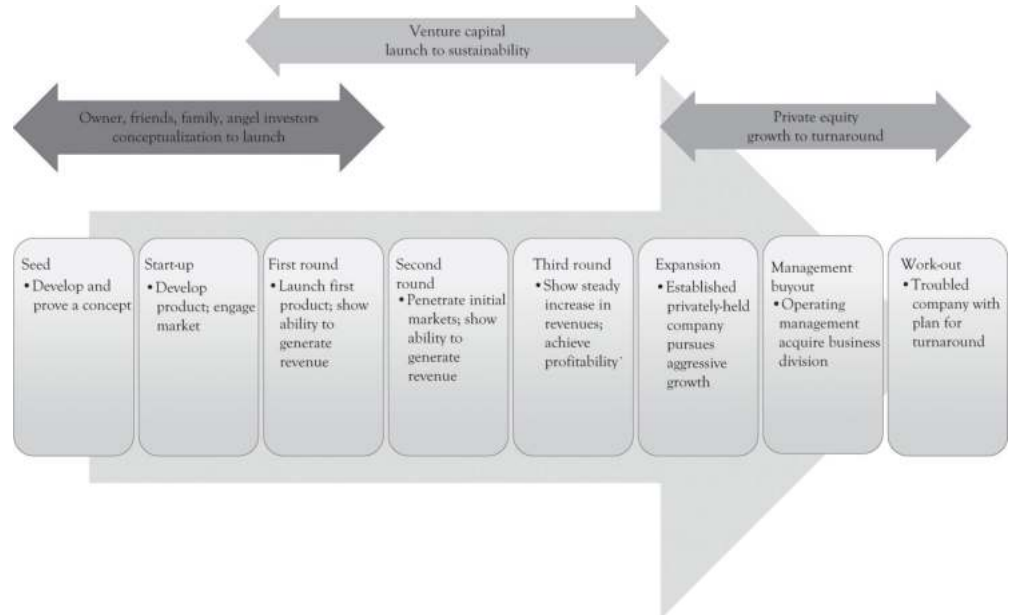 Venture capital
launch to sustainability
Owner, friends, family, angel investors
conceptualization to launch
Private equity
growth to turnaround
Seed
• Develop and
prove a concept
Start-up
• Develop
product; engage
market
First round
• Launch first
product; show
ability to
generate
revenue
Second
round
• Penetrate initial
markets; show
ability to
generate
revenue
Third round
• Show steady
increase in
revenues;
achieve
profitability`
Expansion
• Established
privately-held
company
pursues
aggressive
growth
Management
buyout
• Operating
management
acquire business
division
Work-out
• Troubled
company with
plan for
turnaround